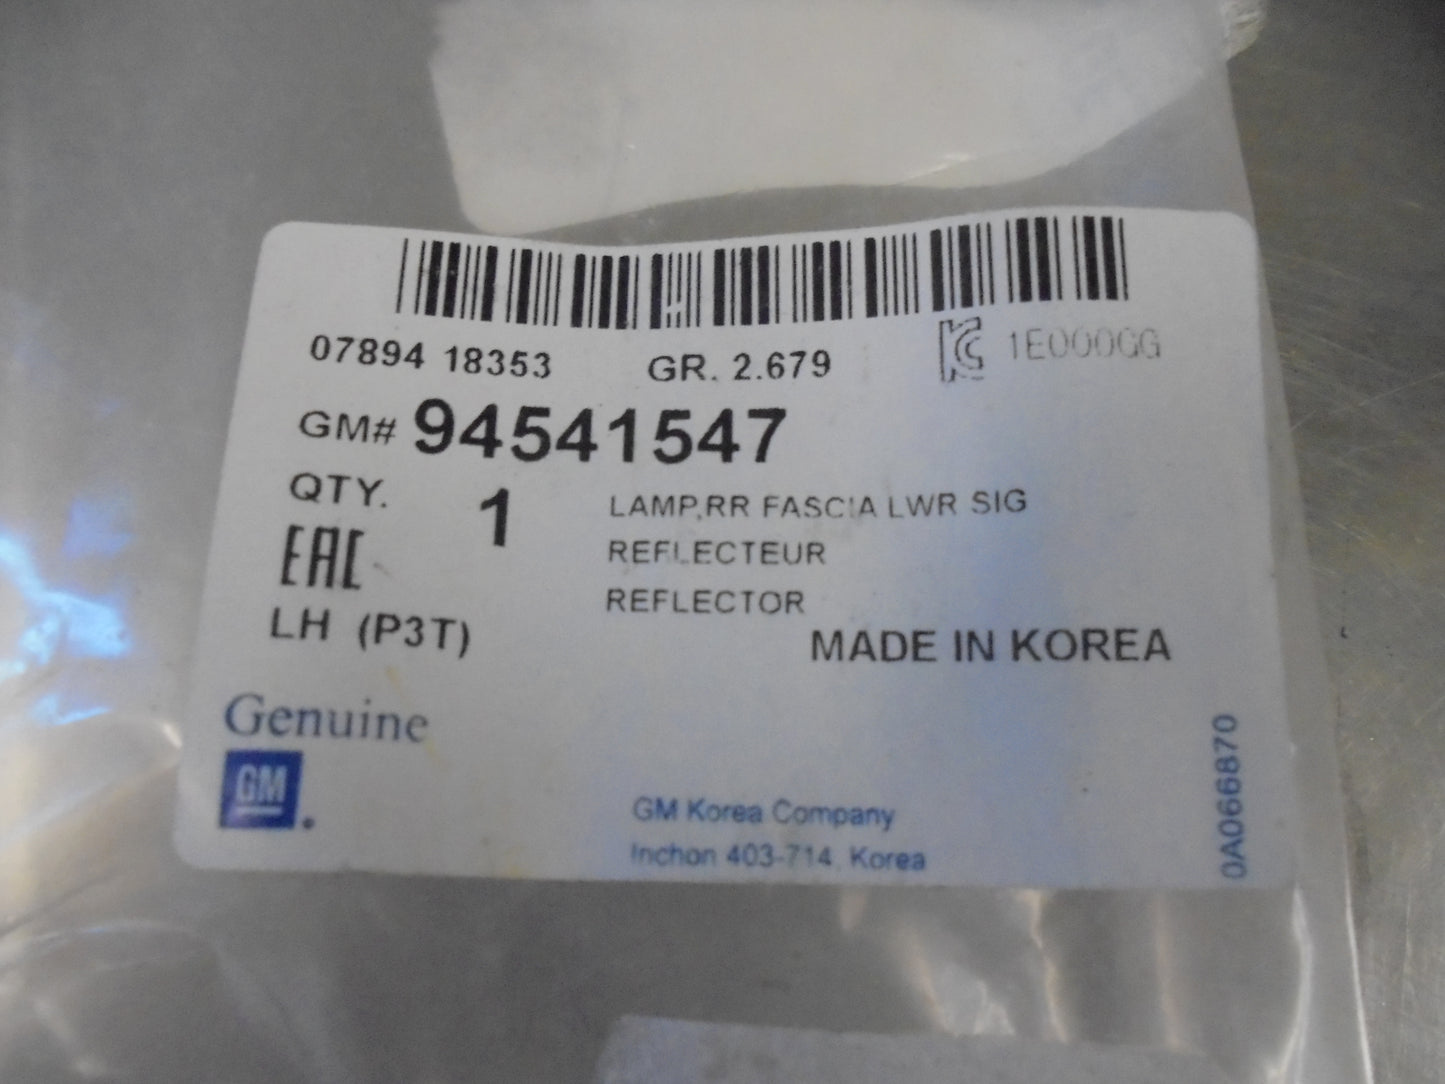 07894 18353 GR. 2.679 1E000GG
GM# 94541547
QTY. 1 LAMP,RR FASCIA LWR SIG
EAC REFLECTEUR
REFLECTOR
LH (P3T) MADE IN KOREA
Genuine
GM
GM Korea Company
Inchon 403-714, Korea
0A066870